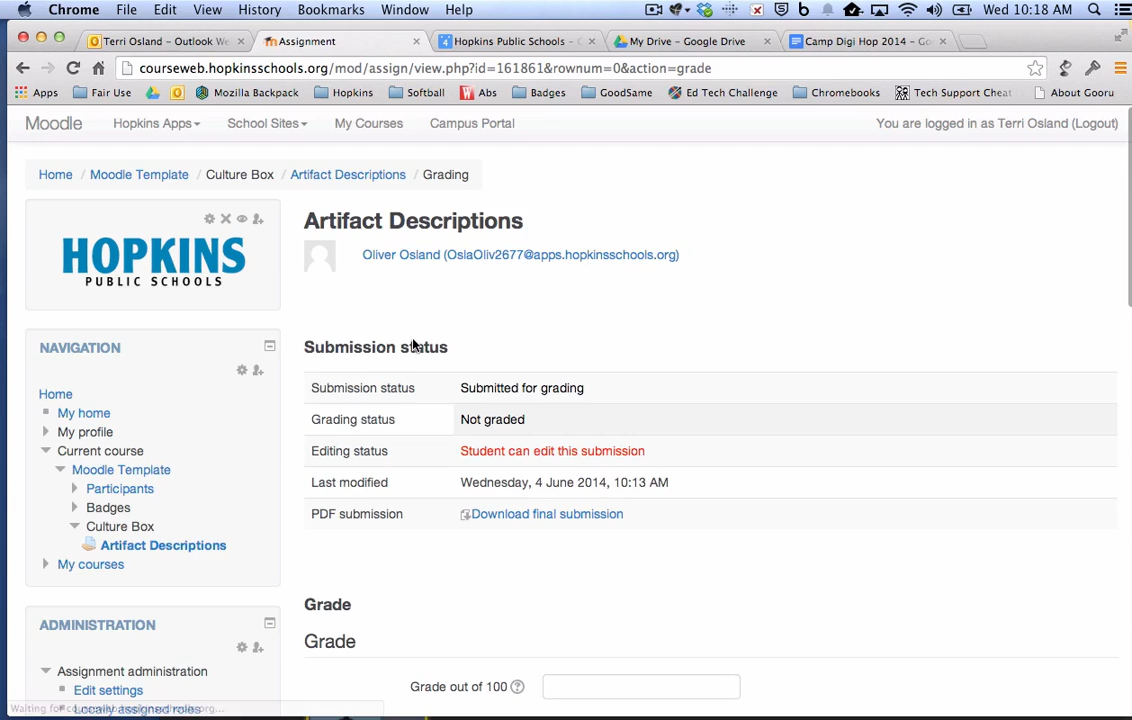 Chrome File Edit View History Bookmarks Window Help Wed 10:18 AM
Terri Osland – Outlook We Assignment Hopkins Public Schools – My Drive – Google Drive Camp Digi Hop 2014 – Go
courseweb.hopkinsschools.org/mod/assign/view.php?id=161861&rownum=0&action=grade
Apps Fair Use Mozilla Backpack Hopkins Softball Abs Badges GoodSame Ed Tech Challenge Chromebooks Tech Support Cheat About Gooru
Moodle Hopkins Apps School Sites My Courses Campus Portal You are logged in as Terri Osland (Logout)
Home / Moodle Template / Culture Box / Artifact Descriptions / Grading
HOPKINS
PUBLIC SCHOOLS
NAVIGATION
Home
My home
My profile
Current course
Moodle Template
Participants
Badges
Culture Box
Artifact Descriptions
My courses
ADMINISTRATION
Assignment administration
Edit settings
Locally assigned roles
Artifact Descriptions
Oliver Osland (OslaOliv2677@apps.hopkinsschools.org)
Submission status
Submission status Submitted for grading
Grading status Not graded
Editing status Student can edit this submission
Last modified Wednesday, 4 June 2014, 10:13 AM
PDF submission Download final submission
Grade
Grade
Grade out of 100